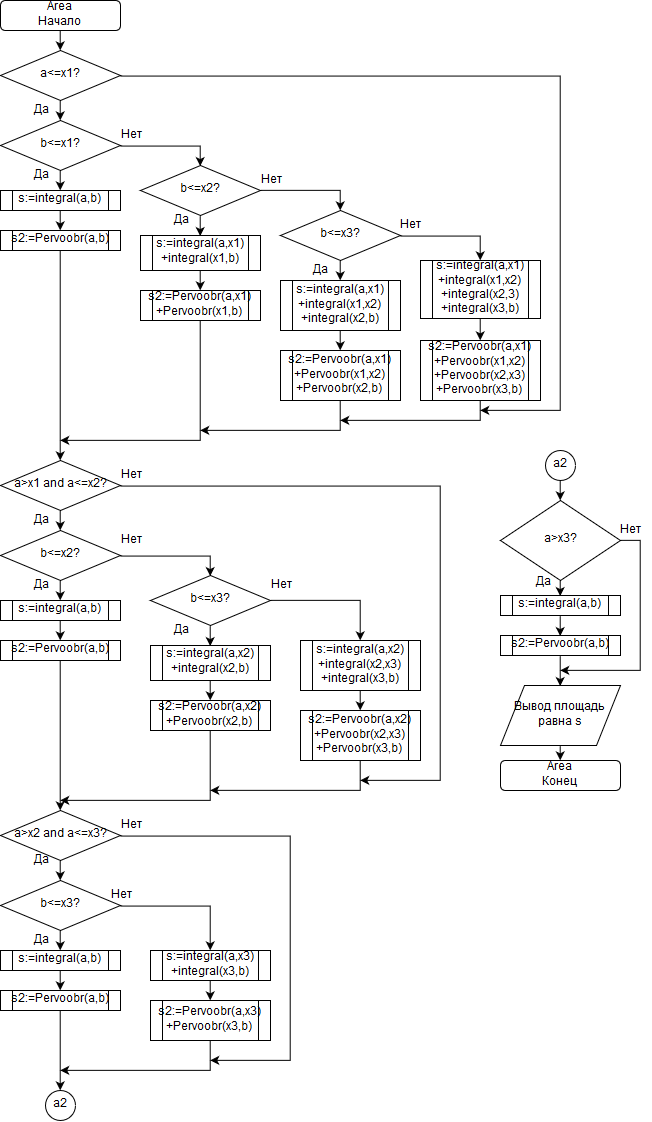 Area
Начало
a<=x1?
Да
b<=x1?
Нет
Да
s:=integral(a,b)
s2:=Pervoobr(a,b)
b<=x2?
Нет
Да
s:=integral(a,x1)
+integral(x1,b)
s2:=Pervoobr(a,x1)
+Pervoobr(x1,b)
b<=x3?
Нет
Да
s:=integral(a,x1)
+integral(x1,x2)
+integral(x2,b)
s2:=Pervoobr(a,x1)
+Pervoobr(x1,x2)
+Pervoobr(x2,b)
s:=integral(a,x1)
+integral(x1,x2)
+integral(x2,3)
+integral(x3,b)
s2:=Pervoobr(a,x1)
+Pervoobr(x1,x2)
+Pervoobr(x2,x3)
+Pervoobr(x3,b)
a>x1 and a<=x2?
Нет
Да
b<=x2?
Нет
Да
s:=integral(a,b)
s2:=Pervoobr(a,b)
b<=x3?
Нет
Да
s:=integral(a,x2)
+integral(x2,b)
s2:=Pervoobr(a,x2)
+Pervoobr(x2,b)
s:=integral(a,x2)
+integral(x2,x3)
+integral(x3,b)
s2:=Pervoobr(a,x2)
+Pervoobr(x2,x3)
+Pervoobr(x3,b)
a>x2 and a<=x3?
Нет
Да
b<=x3?
Нет
Да
s:=integral(a,b)
s2:=Pervoobr(a,b)
s:=integral(a,x3)
+integral(x3,b)
s2:=Pervoobr(a,x3)
+Pervoobr(x3,b)
a2
a2
a>x3?
Нет
Да
s:=integral(a,b)
s2:=Pervoobr(a,b)
Вывод площадь
равна s
Area
Конец